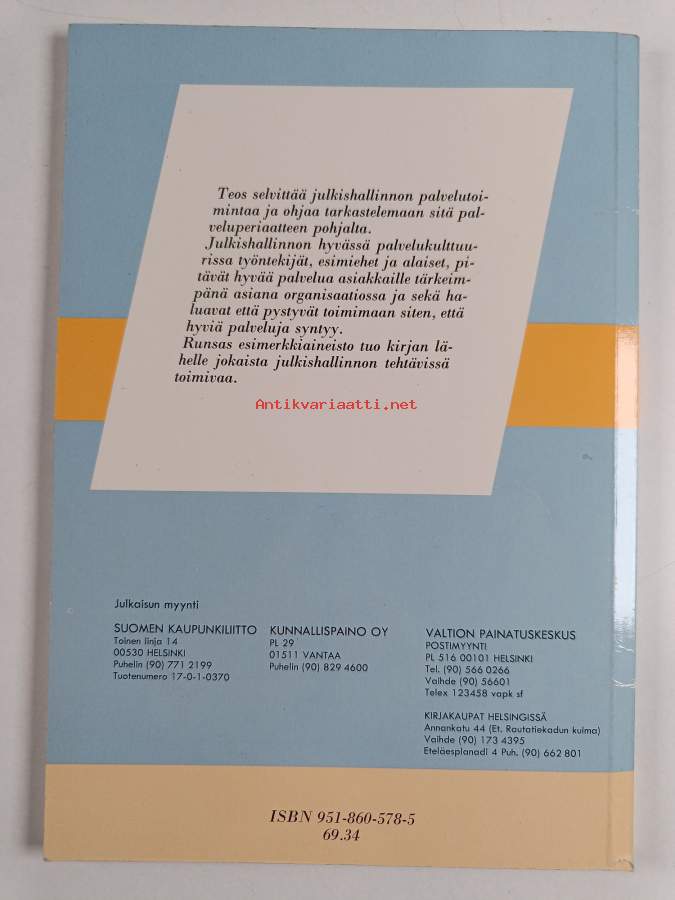 Teos selvittää julkishallinnon palvelutoi-
mintaa ja ohjaa tarkastelemaan sitä pal-
veluperiaatteen pohjalta.
Julkishallinnon hyvässä palvelukulttuu-
rissa työntekijät, esimiehet ja alaiset, pi-
tävät hyvää palvelua asiakkaille tärkeim-
pänä asiana organisaatiossa ja sekä ha-
luavat että pystyvät toimimaan siten, että
hyviä palveluja syntyy.
Runsas esimerkkiaineisto tuo kirjan lä-
helle jokaista julkishallinnon tehtävissä
toimivaa.
Antikvariaatti.net
Julkaisun myynti
SUOMEN KAUPUNKILIITTO
Toinen linja 14
00530 HELSINKI
Puhelin (90) 771 2199
Tuotenumero 17-0-1-0370
KUNNALLISPAINO OY
PL 29
01511 VANTAA
Puhelin (90) 829 4600
VALTION PAINATUSKESKUS
POSTIMYYNTI
PL 516 00101 HELSINKI
Tel. (90) 566 0266
Vaihde (90) 56601
Telex 123458 vapk sf
KIRJAKAUPAT HELSINGISSÄ
Annankatu 44 (Et. Rautatiekadun kulma)
Vaihde (90) 173 4395
Eteläesplanadi 4 Puh. (90) 662 801
ISBN 951-860-578-5
69.34